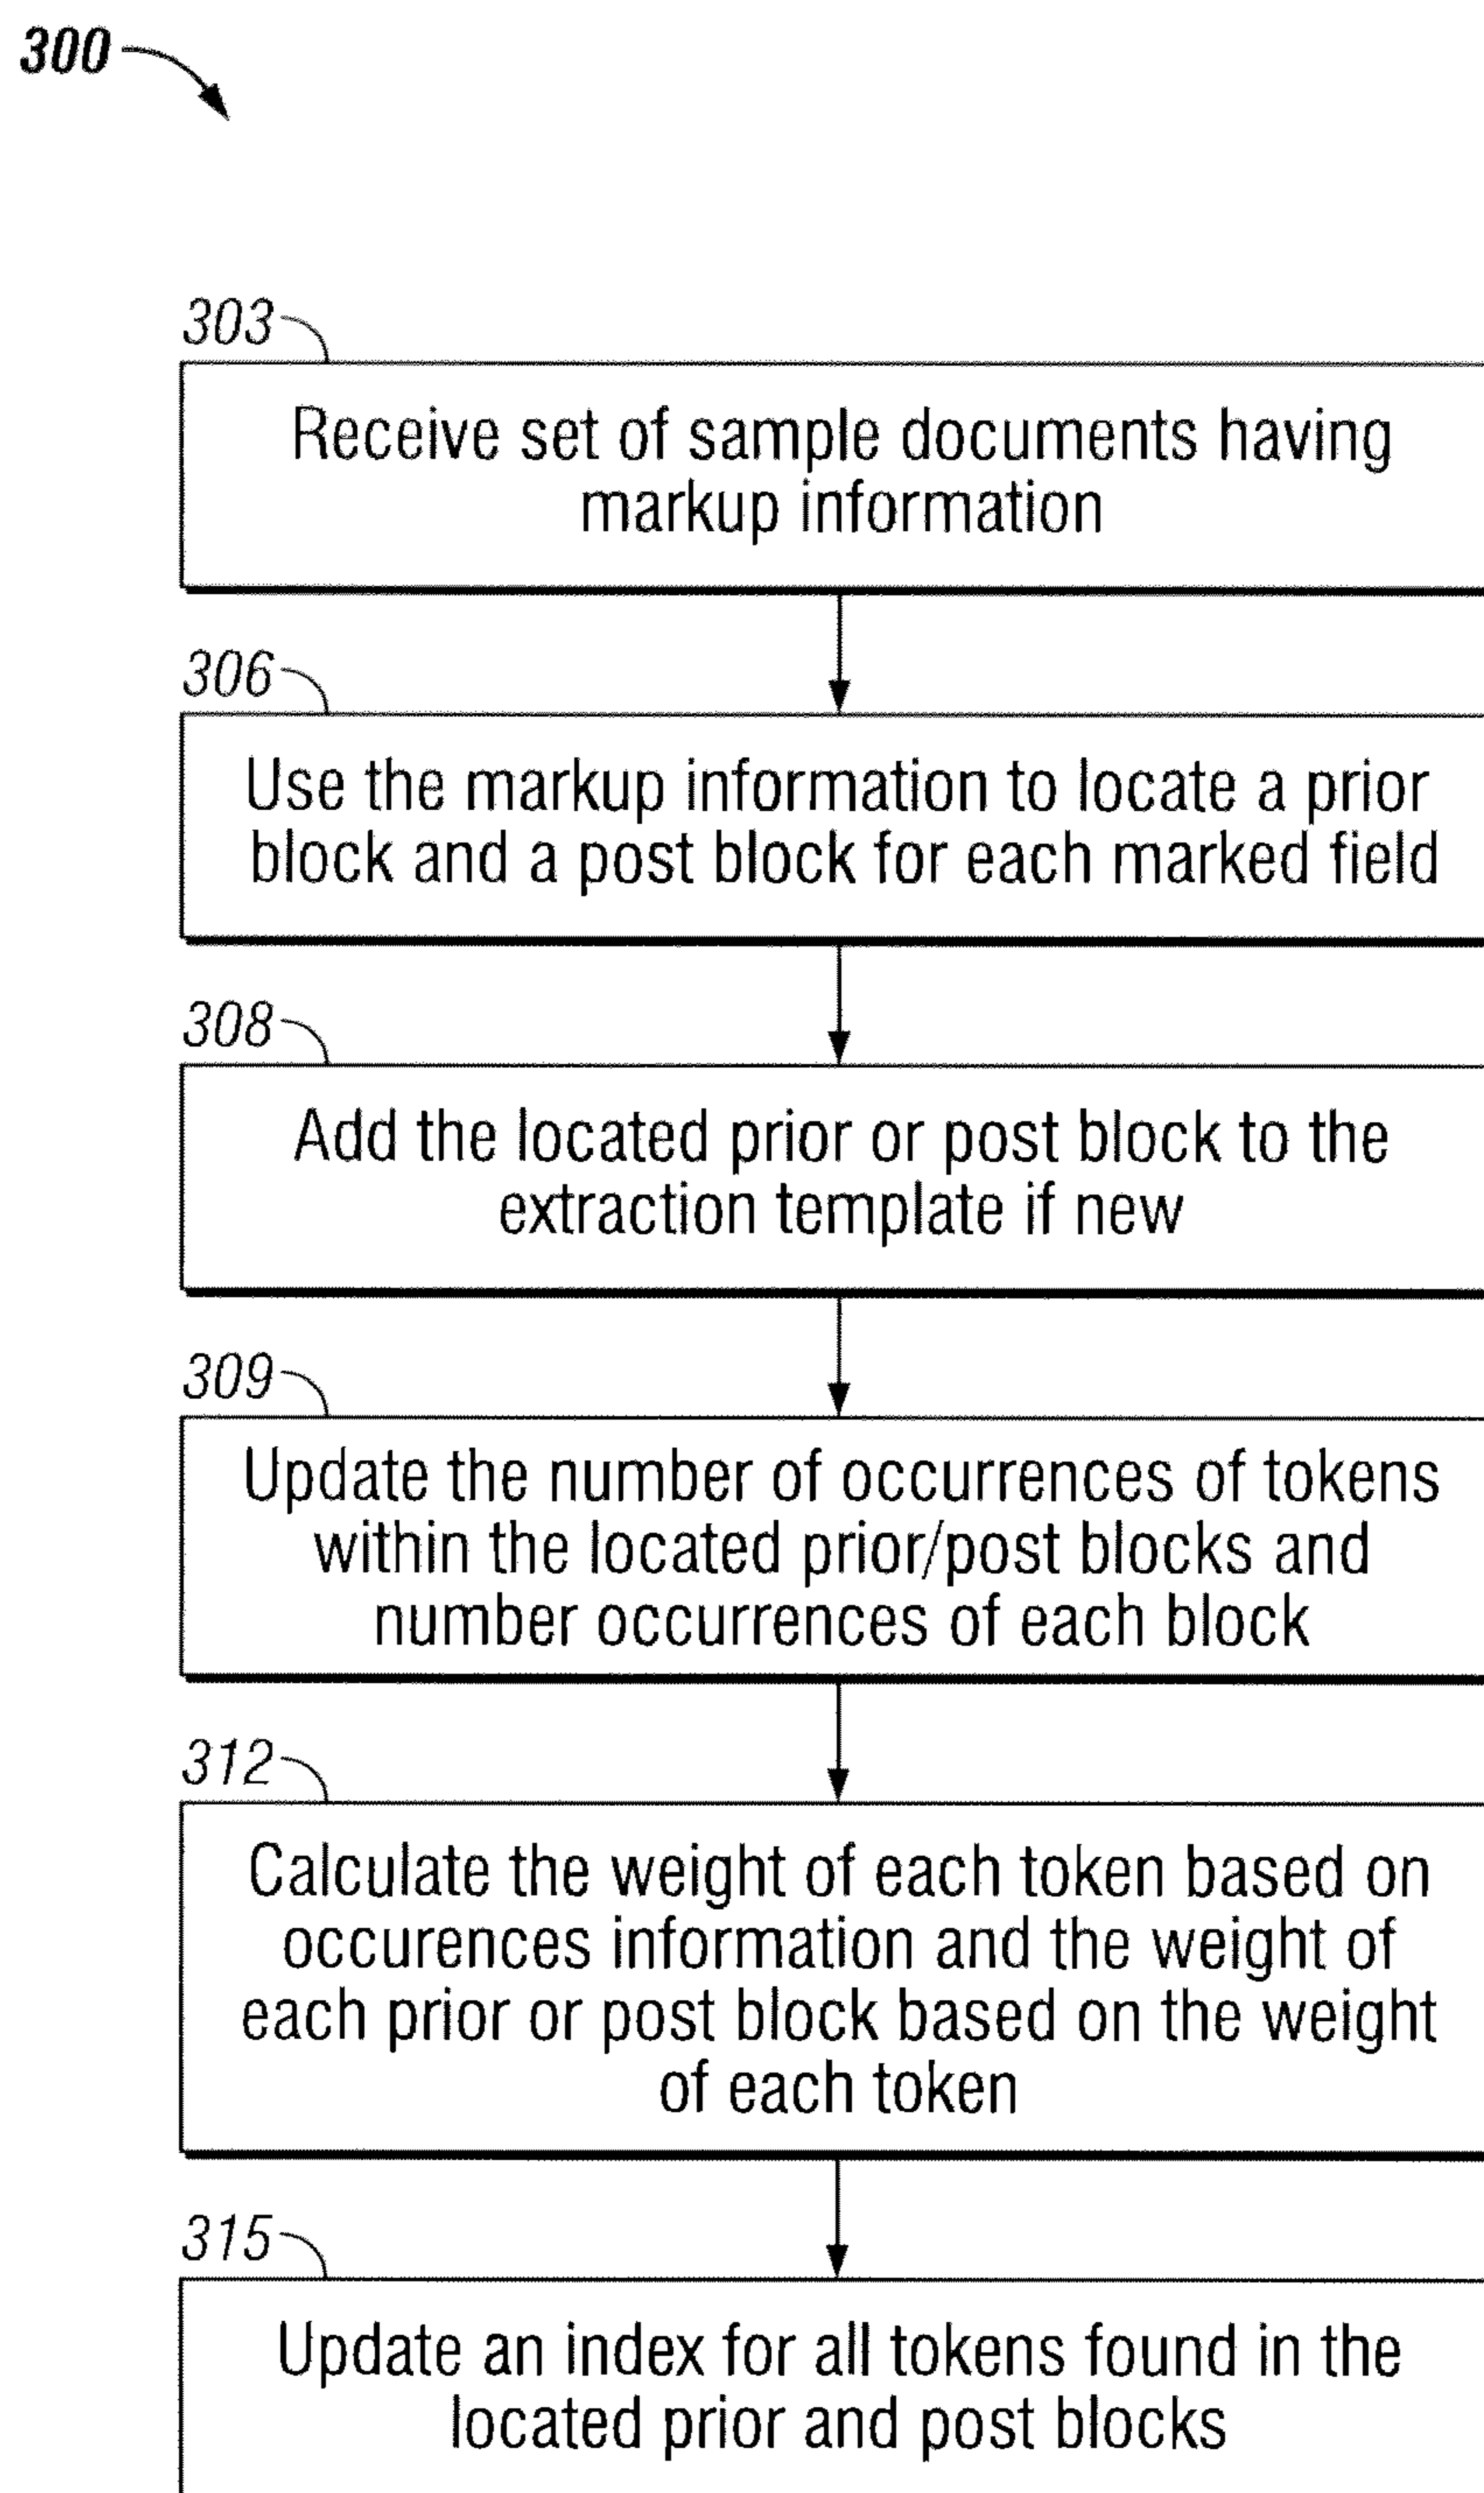 300
303
Receive set of sample documents having
markup information
306
Use the markup information to locate a prior
block and a post block for each marked field
308
Add the located prior or post block to the
extraction template if new
309
Update the number of occurrences of tokens
within the located prior/post blocks and
number occurrences of each block
312
Calculate the weight of each token based on
occurences information and the weight of
each prior or post block based on the weight
of each token
315
Update an index for all tokens found in the
located prior and post blocks